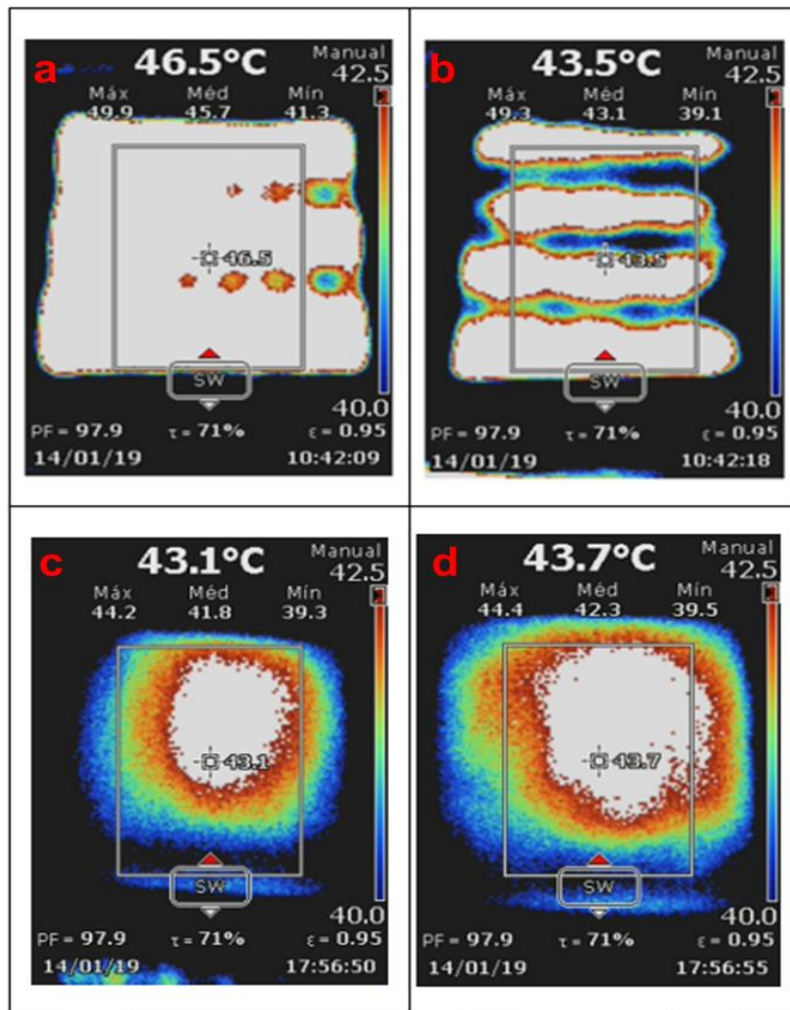 a
46.5°C
Manual
42.5
Máx Méd Mín
49.9 45.7 41.3
46.5
SW
40.0
PF = 97.9 τ = 71% ε = 0.95
14/01/19 10:42:09
b
43.5°C
Manual
42.5
Máx Méd Mín
49.3 43.1 39.1
43.5
SW
40.0
PF = 97.9 τ = 71% ε = 0.95
14/01/19 10:42:18
c
43.1°C
Manual
42.5
Máx Méd Mín
44.2 41.8 39.3
43.1
SW
40.0
PF = 97.9 τ = 71% ε = 0.95
14/01/19 17:56:50
d
43.7°C
Manual
42.5
Máx Méd Mín
44.4 42.3 39.5
43.7
SW
40.0
PF = 97.9 τ = 71% ε = 0.95
14/01/19 17:56:55